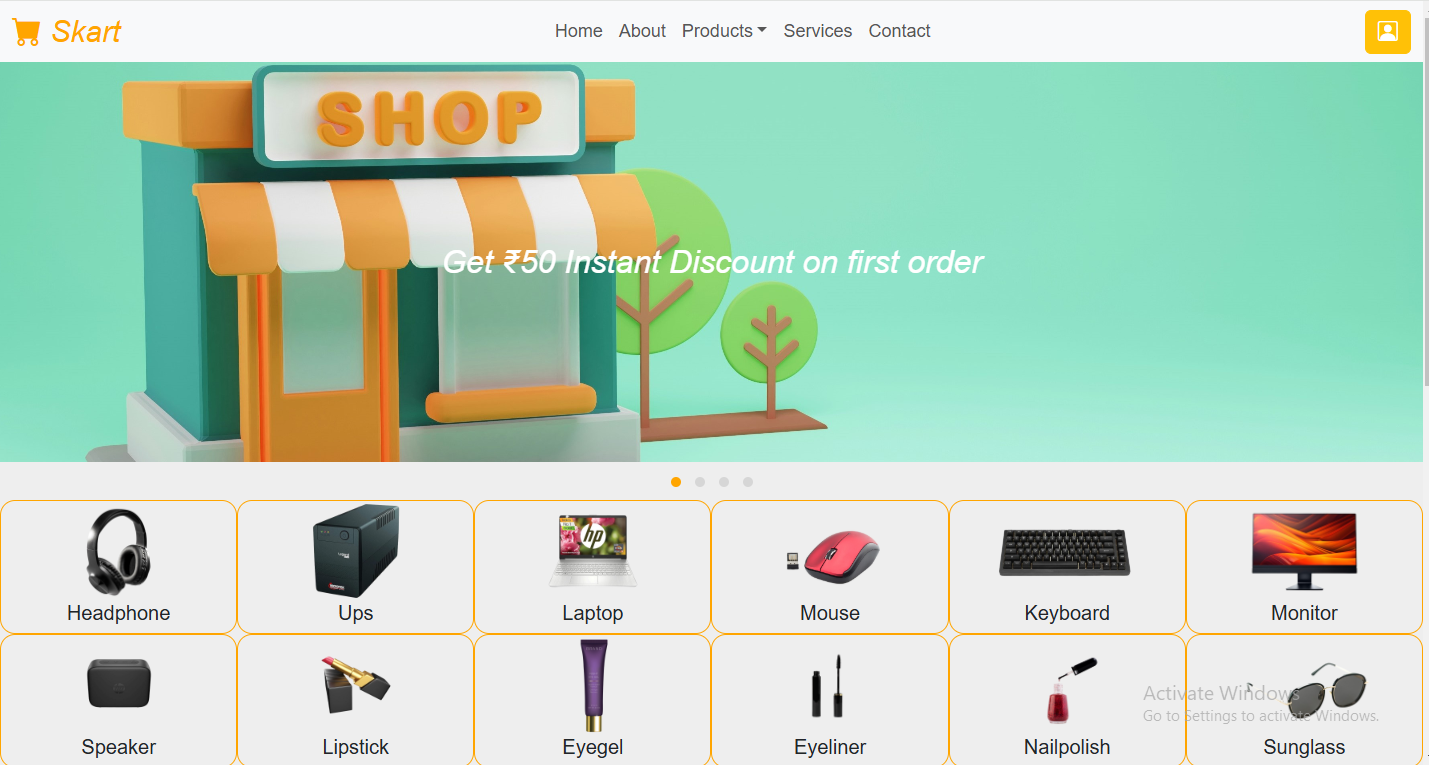 Skart
Home About Products Services Contact
SHOP
Get ₹50 Instant Discount on first order
hp
Headphone Ups Laptop Mouse Keyboard Monitor
Activate Windows
Go to Settings to activate Windows.
Speaker Lipstick Eyegel Eyeliner Nailpolish Sunglass